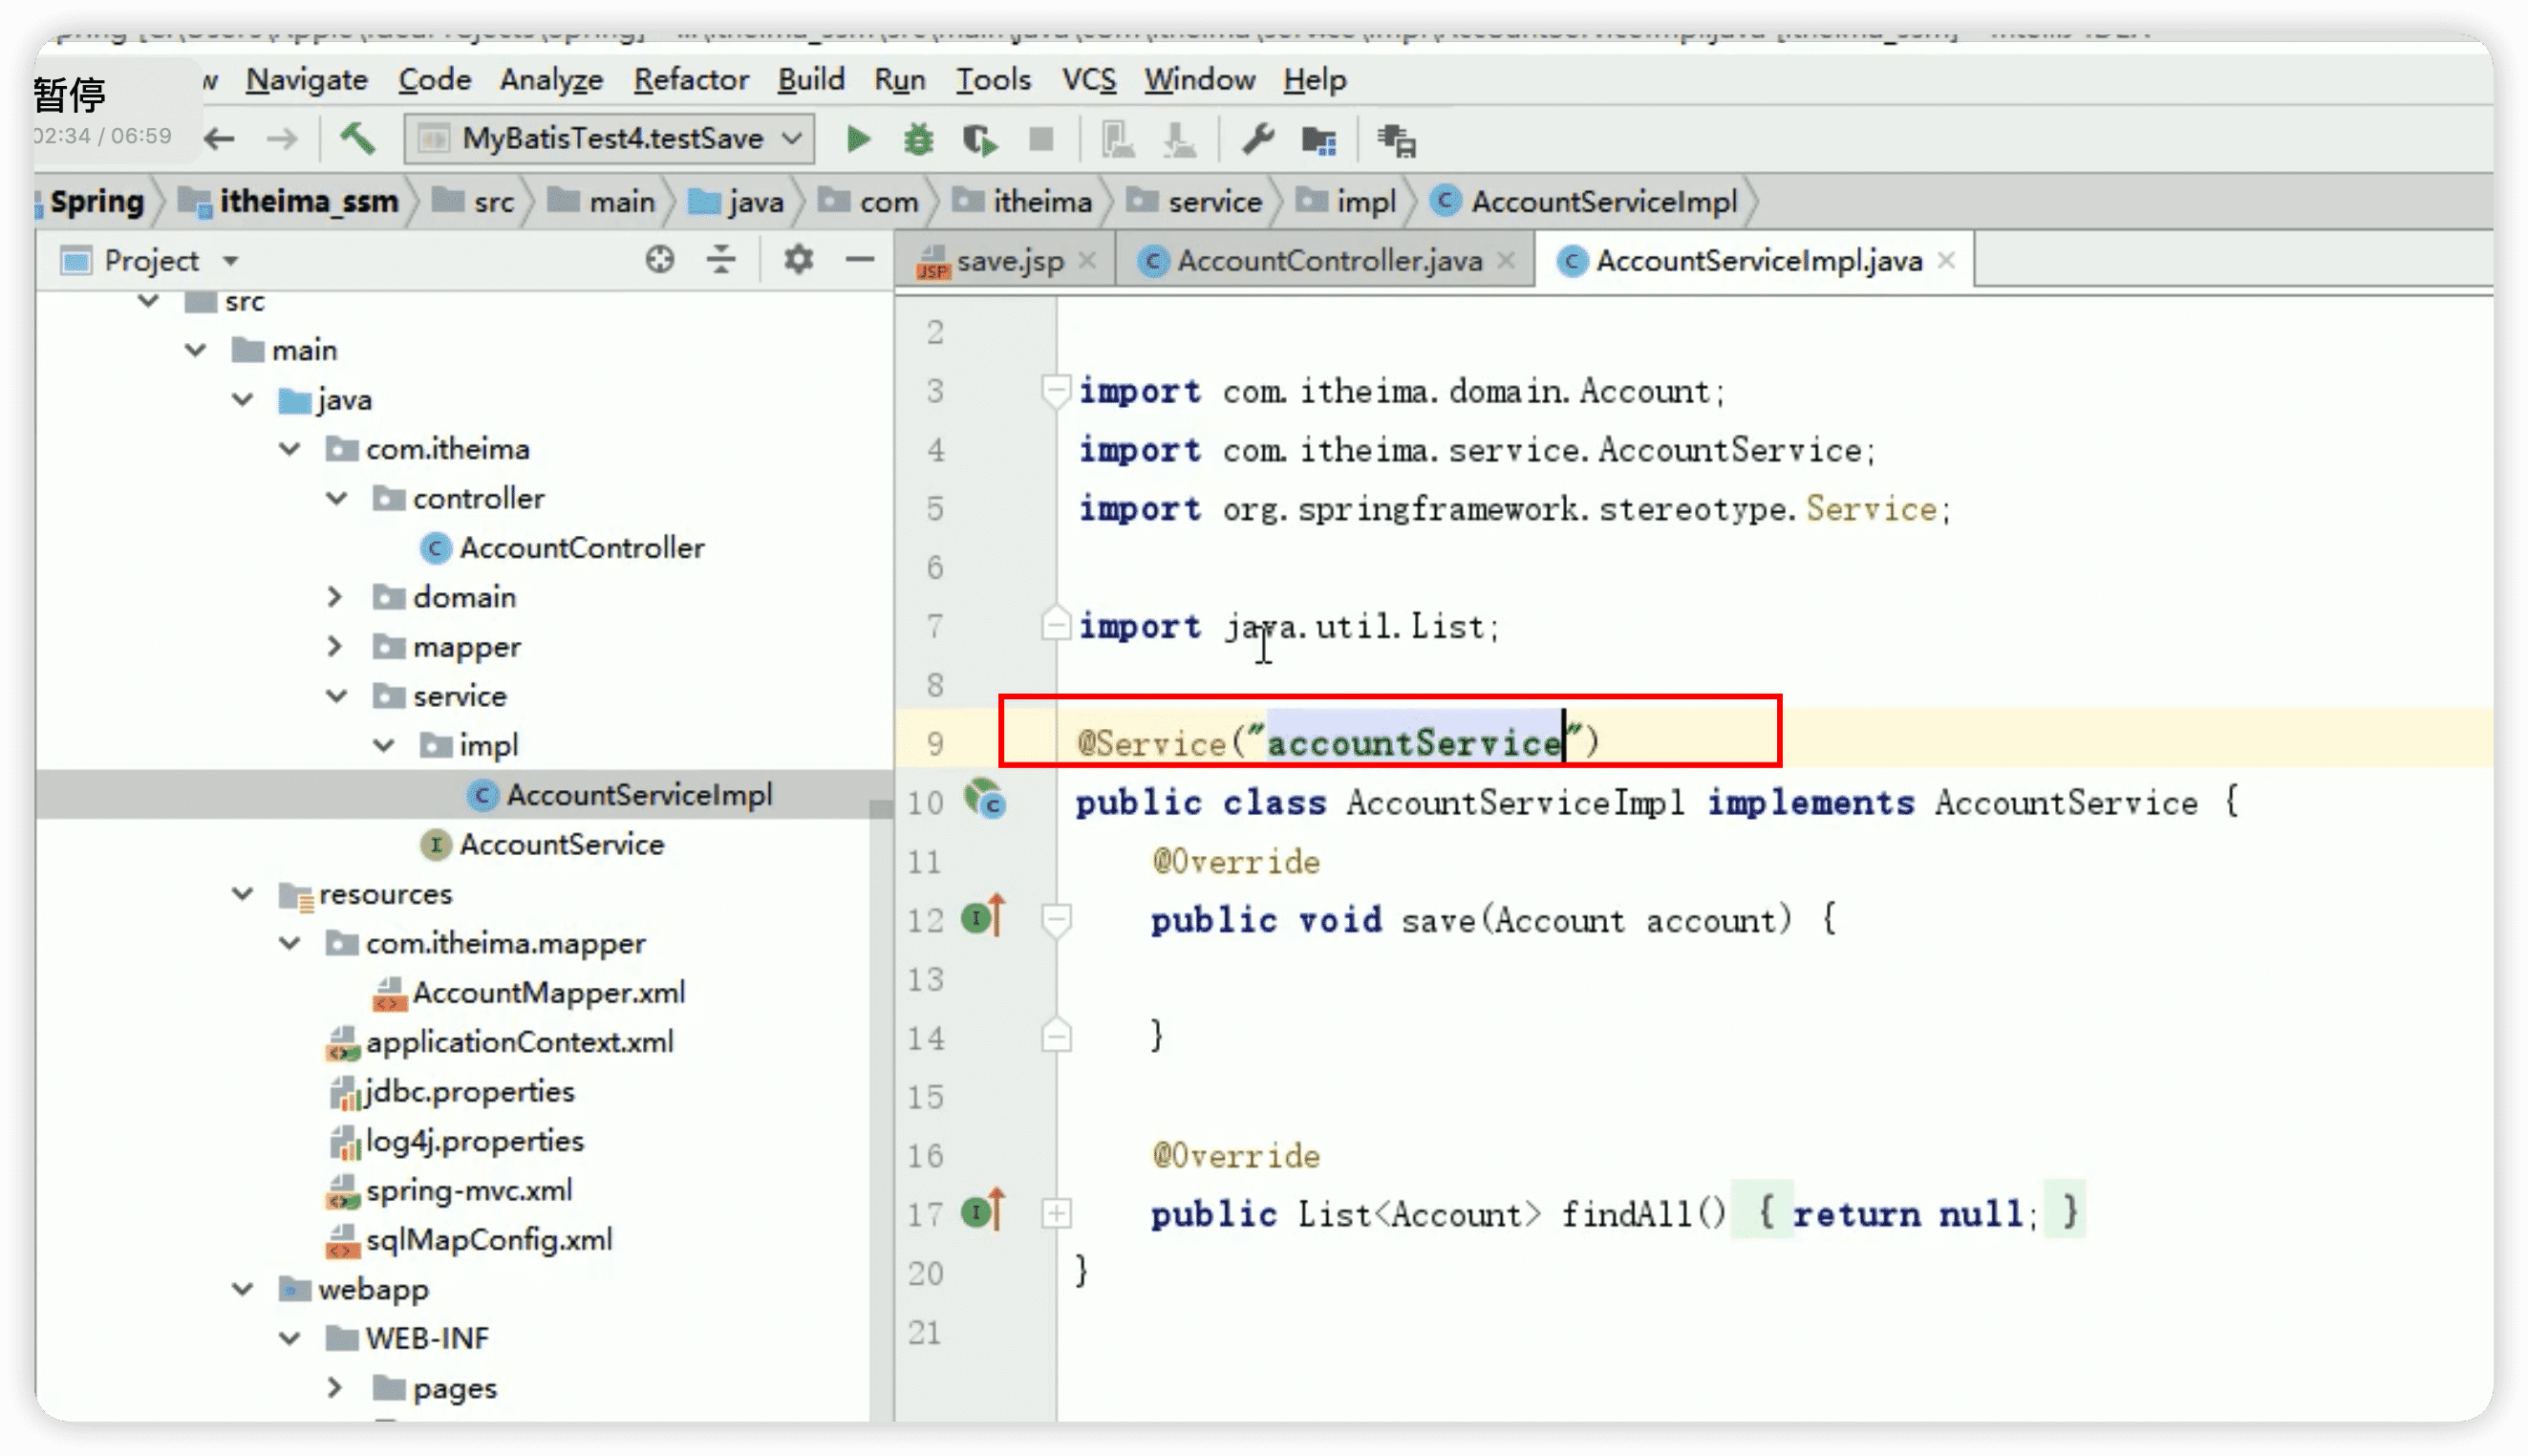 暂停
w Navigate Code Analyze Refactor Build Run Tools VCS Window Help
02:34 / 06:59
MyBatisTest4.testSave
Spring itheima_ssm src main java com itheima service impl AccountServiceImpl
Project
save.jsp AccountController.java AccountServiceImpl.java
src
main
java
com.itheima
controller
AccountController
domain
mapper
service
impl
AccountServiceImpl
AccountService
resources
com.itheima.mapper
AccountMapper.xml
applicationContext.xml
jdbc.properties
log4j.properties
spring-mvc.xml
sqlMapConfig.xml
webapp
WEB-INF
pages
2
3 import com.itheima.domain.Account;
4 import com.itheima.service.AccountService;
5 import org.springframework.stereotype.Service;
6
7 import java.util.List;
8
9 @Service("accountService")
10 public class AccountServiceImpl implements AccountService {
11 @Override
12 public void save(Account account) {
13
14 }
15
16 @Override
17 public List<Account> findAll() { return null; }
20 }
21